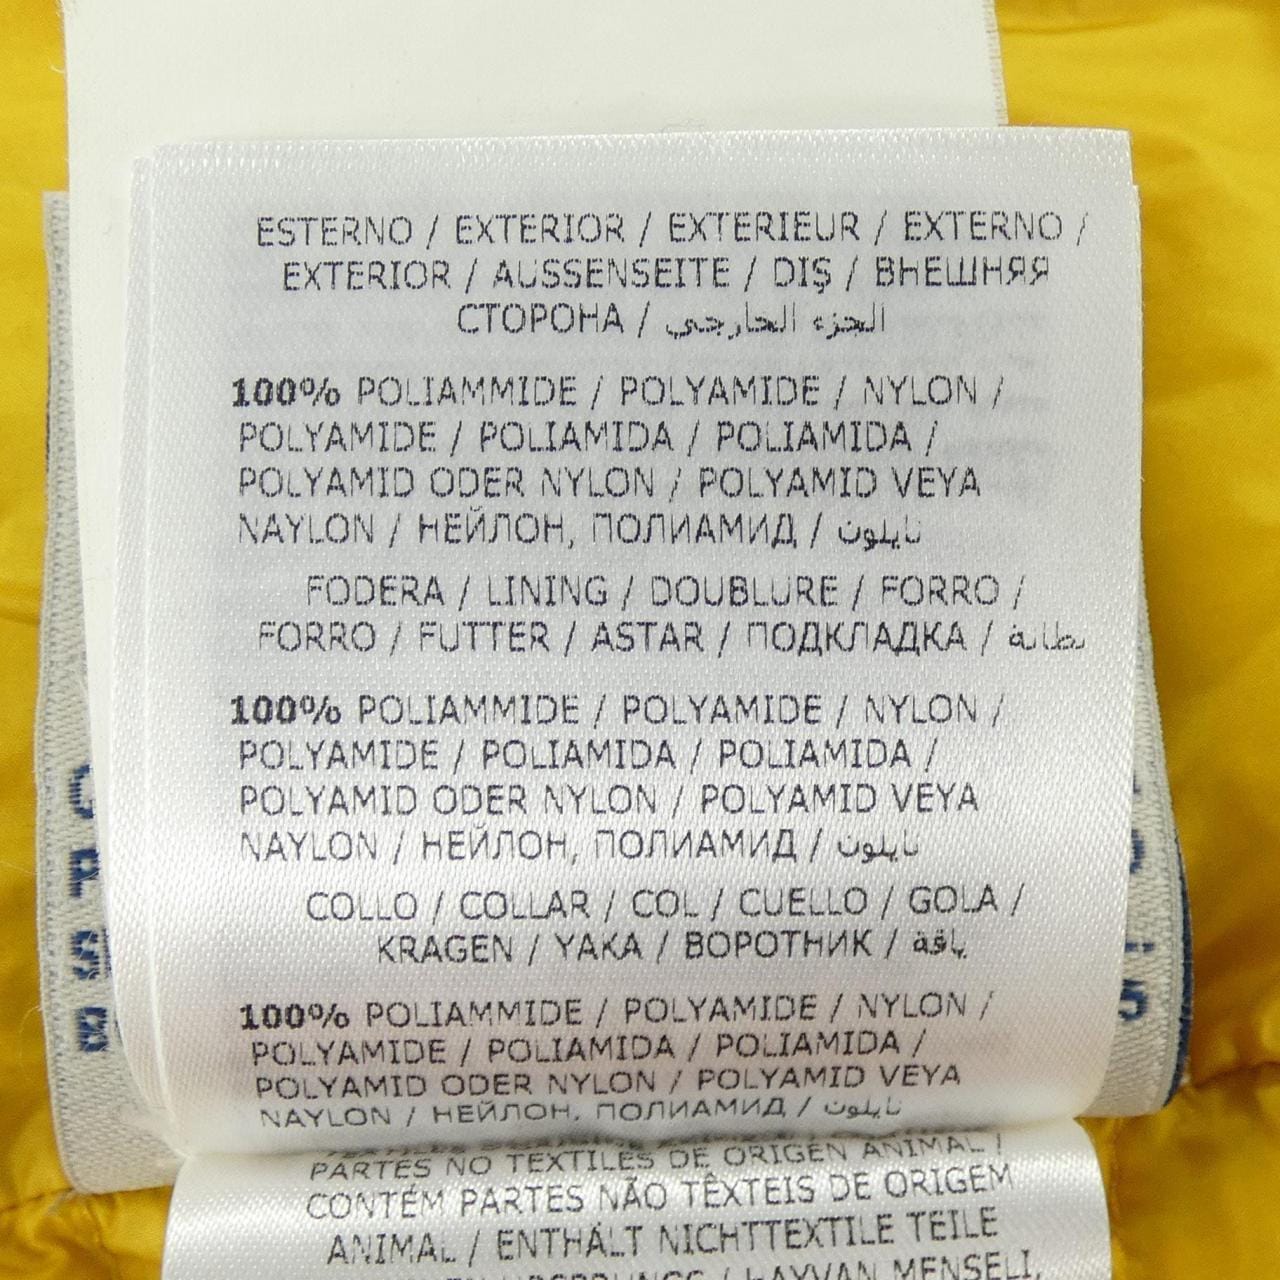 ESTERNO / EXTERIOR / EXTERIEUR / EXTERNO /
EXTERIOR / AUSSENSEITE / DIŞ / ВНЕШНЯЯ
СТОРОНА / الجزء الخارجي
100% POLIAMMIDE / POLYAMIDE / NYLON /
POLYAMIDE / POLIAMIDA / POLIAMIDA /
POLYAMID ODER NYLON / POLYAMID VEYA
NAYLON / НЕЙЛОН, ПОЛИАМИД / نايلون
FODERA / LINING / DOUBLURE / FORRO /
FORRO / FUTTER / ASTAR / ПОДКЛАДКА / بطانة
100% POLIAMMIDE / POLYAMIDE / NYLON /
POLYAMIDE / POLIAMIDA / POLIAMIDA /
POLYAMID ODER NYLON / POLYAMID VEYA
NAYLON / НЕЙЛОН, ПОЛИАМИД / نايلون
COLLO / COLLAR / COL / CUELLO / GOLA /
KRAGEN / YAKA / ВОРОТНИК / ياقة
100% POLIAMMIDE / POLYAMIDE / NYLON /
POLYAMIDE / POLIAMIDA / POLIAMIDA /
POLYAMID ODER NYLON / POLYAMID VEYA
NAYLON / НЕЙЛОН, ПОЛИАМИД / نايلون
PARTES NO TEXTILES DE ORIGEN ANIMAL /
CONTÉM PARTES NÃO TÊXTEIS DE ORIGEM
ANIMAL / ENTHÄLT NICHTTEXTILE TEILE
URSPRUNGS / HAYVAN MENŞELİ,